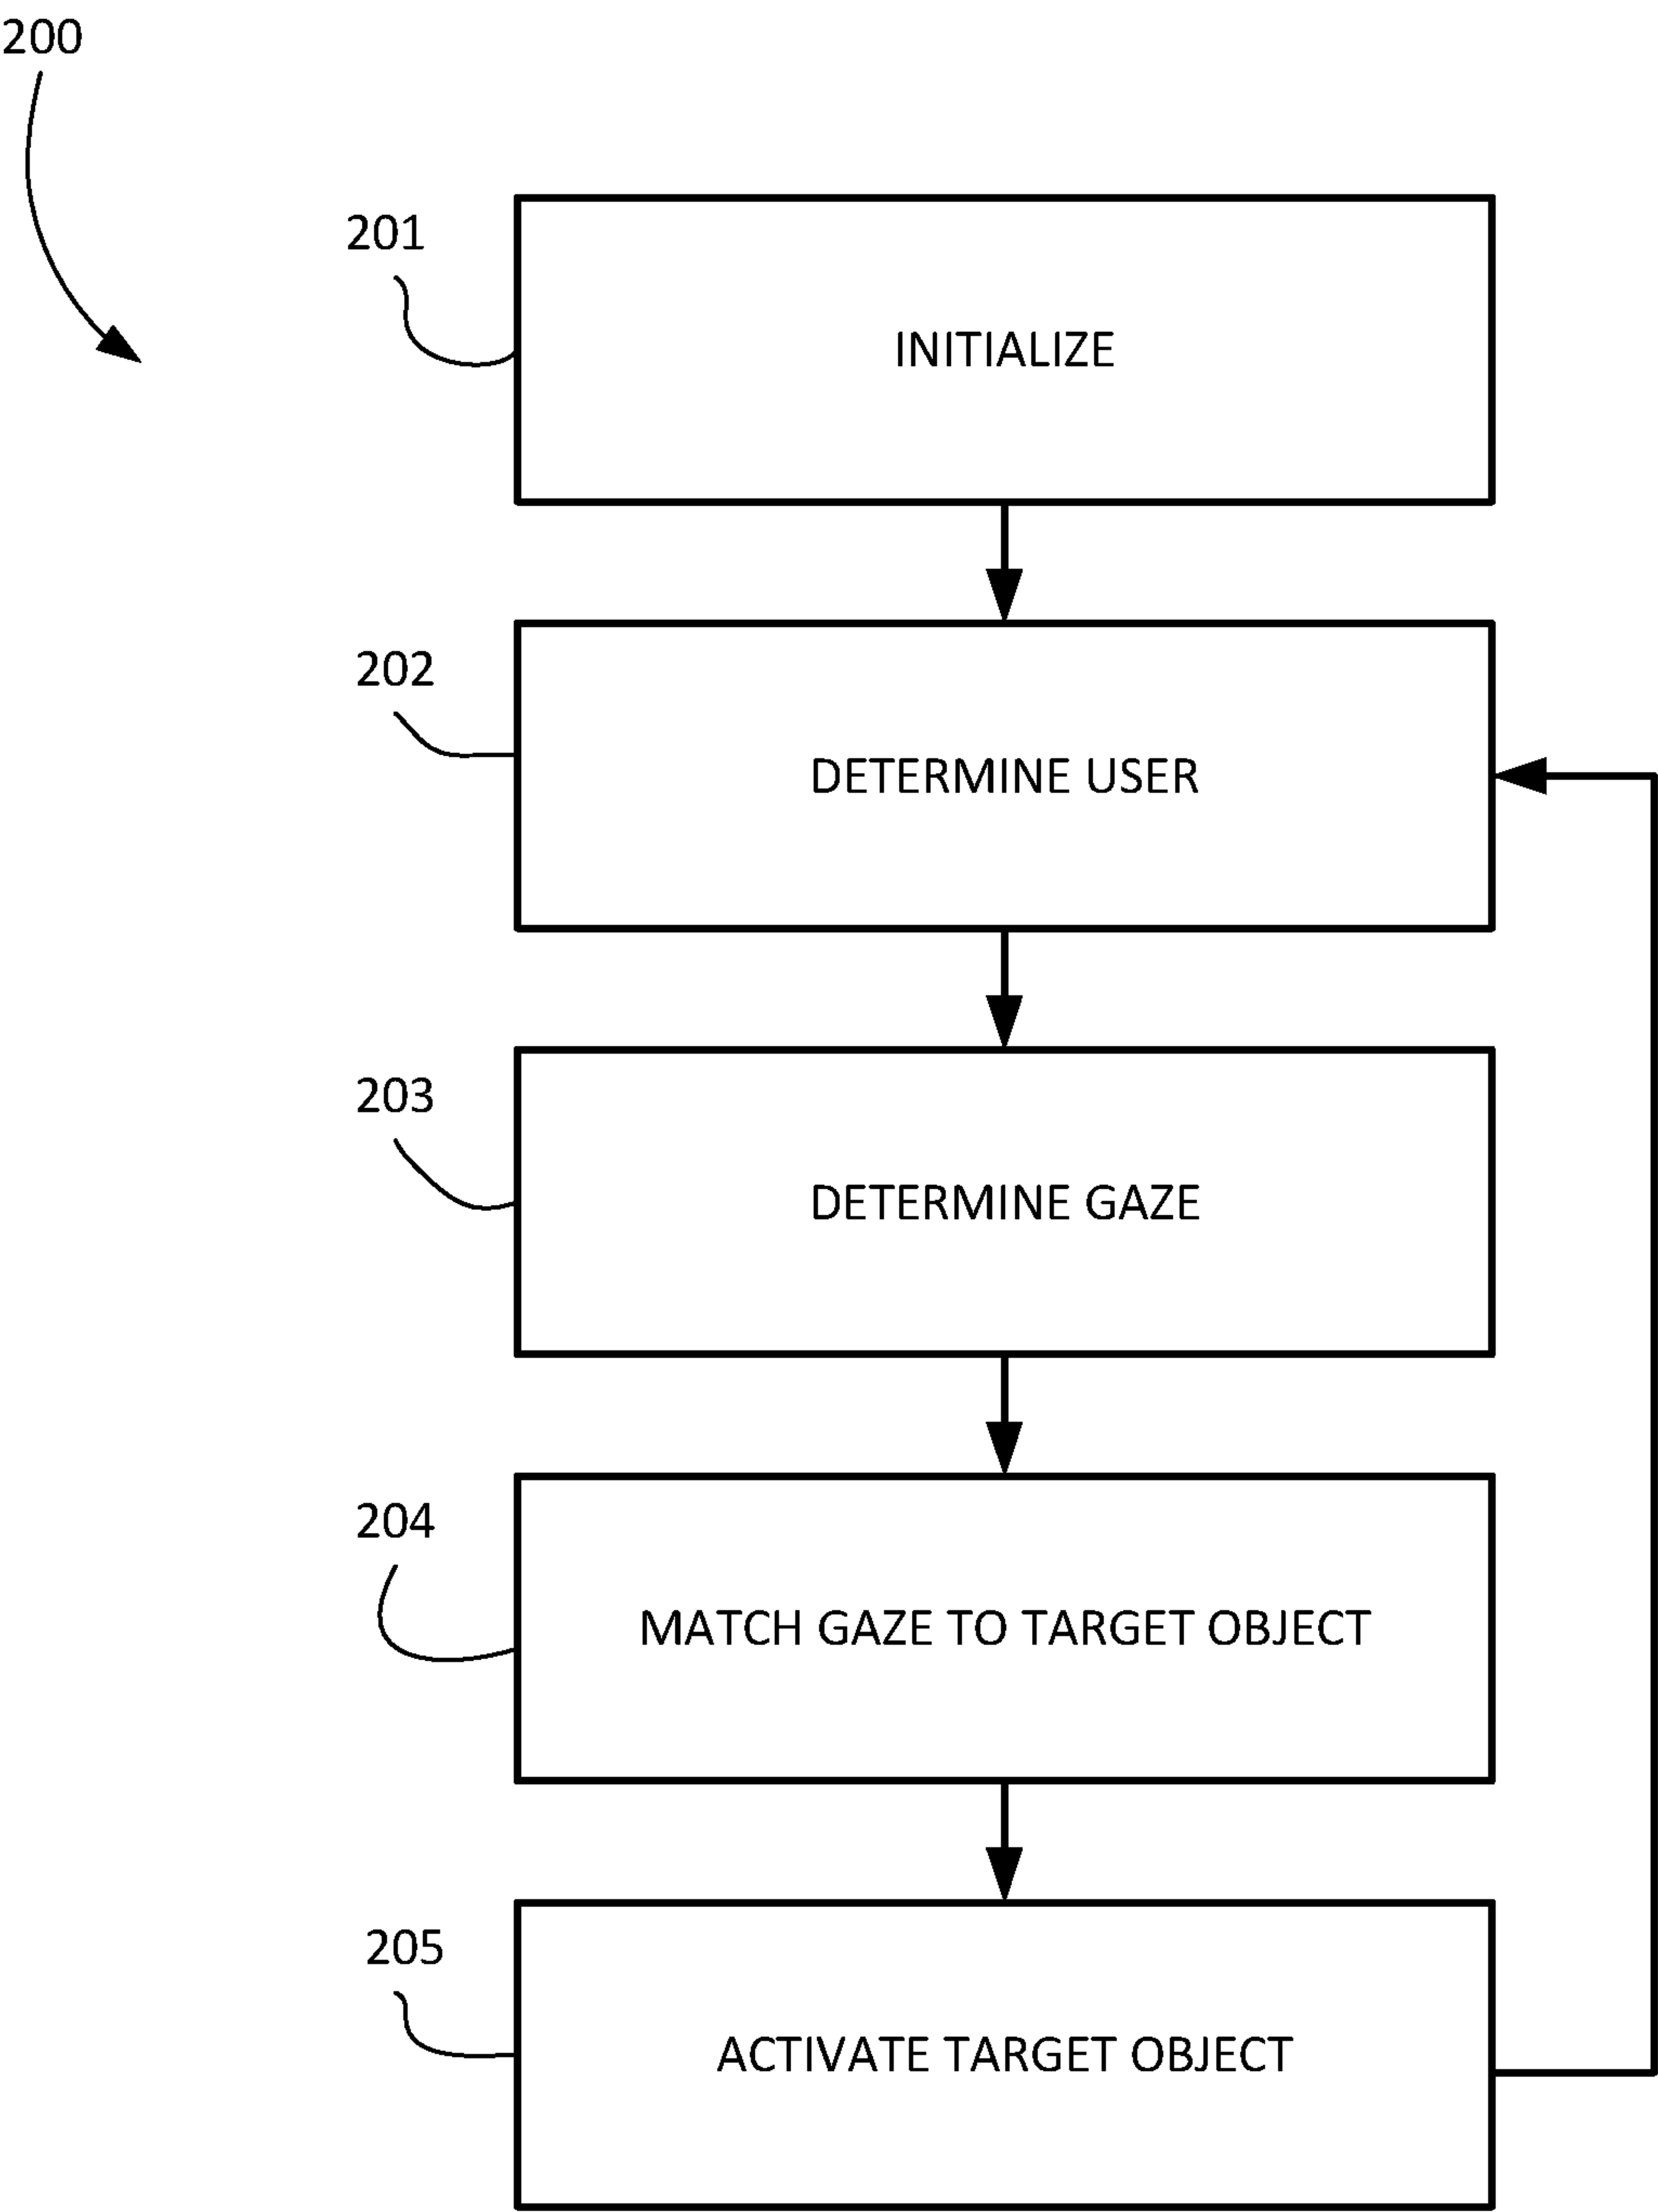 200
201
INITIALIZE
202
DETERMINE USER
203
DETERMINE GAZE
204
MATCH GAZE TO TARGET OBJECT
205
ACTIVATE TARGET OBJECT